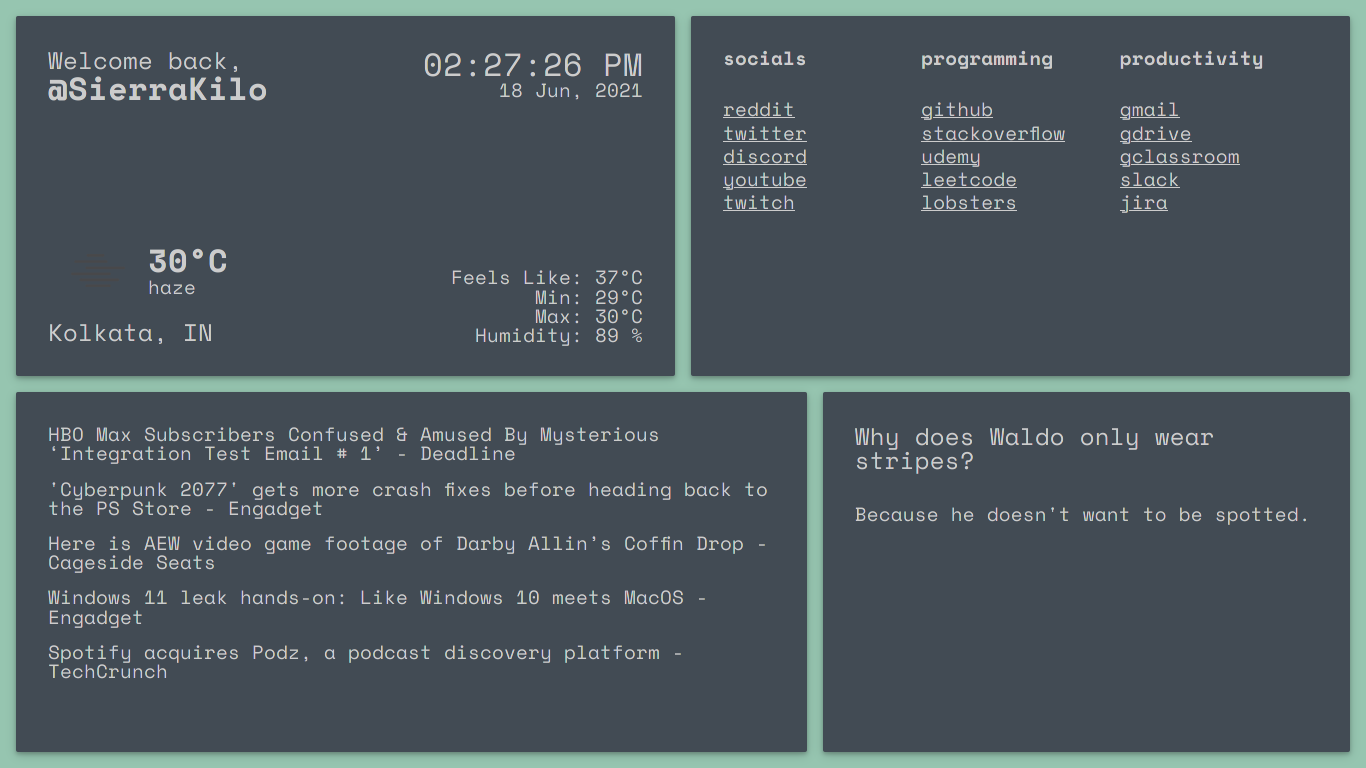 Welcome back,
@SierraKilo
02:27:26 PM
18 Jun, 2021
30°C
haze
Kolkata, IN
Feels Like: 37°C
Min: 29°C
Max: 30°C
Humidity: 89 %
socials
reddit
twitter
discord
youtube
twitch
programming
github
stackoverflow
udemy
leetcode
lobsters
productivity
gmail
gdrive
gclassroom
slack
jira
HBO Max Subscribers Confused & Amused By Mysterious
‘Integration Test Email # 1’ - Deadline
'Cyberpunk 2077' gets more crash fixes before heading back to
the PS Store - Engadget
Here is AEW video game footage of Darby Allin’s Coffin Drop -
Cageside Seats
Windows 11 leak hands-on: Like Windows 10 meets MacOS -
Engadget
Spotify acquires Podz, a podcast discovery platform -
TechCrunch
Why does Waldo only wear
stripes?
Because he doesn't want to be spotted.